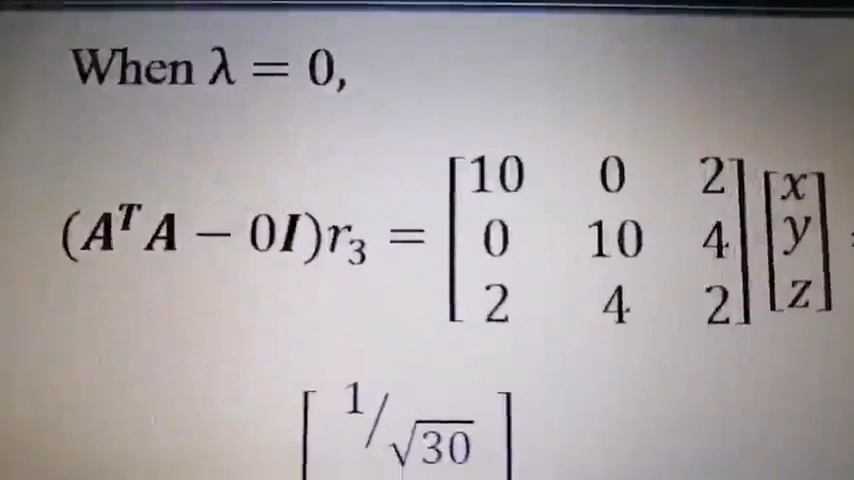 When λ = 0,
(AᵀA − 0I)r₃ = [10 0 2; 0 10 4; 2 4 2] [x; y; z]
[1/√30]